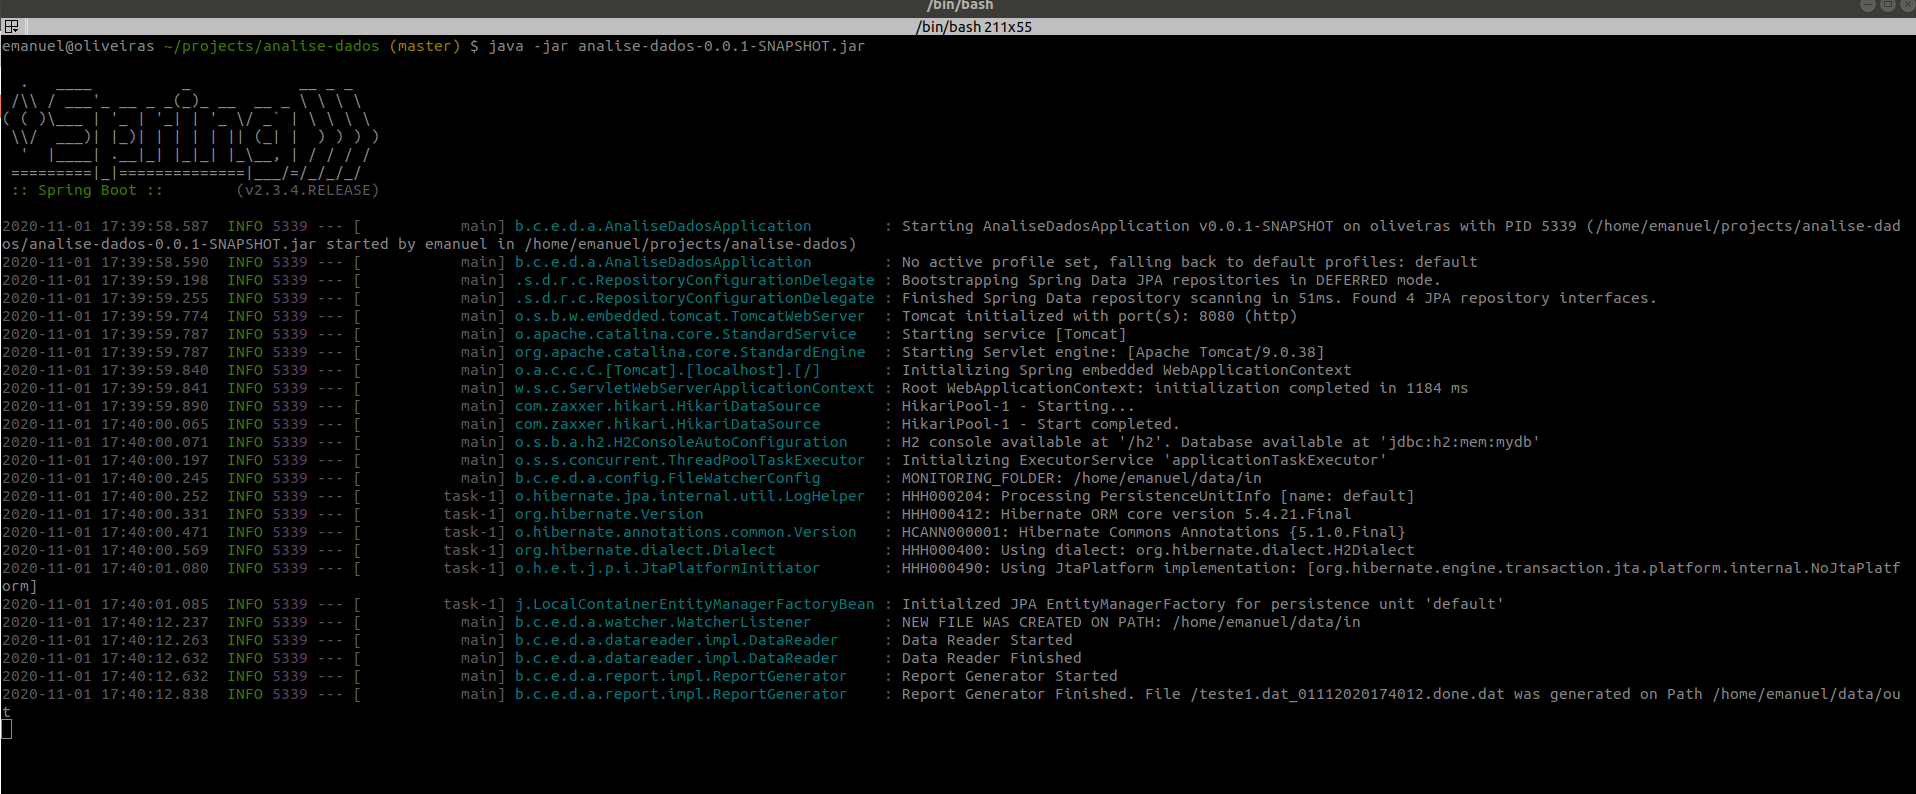 /bin/bash
/bin/bash 211x55
emanuel@oliveiras ~/projects/analise-dados (master) $ java -jar analise-dados-0.0.1-SNAPSHOT.jar
  .   ____          _            __ _ _
 /\\ / ___'_ __ _ _(_)_ __  __ _ \ \ \ \
( ( )\___ | '_ | '_| | '_ \/ _` | \ \ \ \
 \\/  ___)| |_)| | | | | || (_| |  ) ) ) )
  '  |____| .__|_| |_|_| |_\__, | / / / /
 =========|_|==============|___/=/_/_/_/
 :: Spring Boot ::        (v2.3.4.RELEASE)
2020-11-01 17:39:58.587  INFO 5339 --- [           main] b.c.e.d.a.AnaliseDadosApplication        : Starting AnaliseDadosApplication v0.0.1-SNAPSHOT on oliveiras with PID 5339 (/home/emanuel/projects/analise-dad
os/analise-dados-0.0.1-SNAPSHOT.jar started by emanuel in /home/emanuel/projects/analise-dados)
2020-11-01 17:39:58.590  INFO 5339 --- [           main] b.c.e.d.a.AnaliseDadosApplication        : No active profile set, falling back to default profiles: default
2020-11-01 17:39:59.198  INFO 5339 --- [           main] .s.d.r.c.RepositoryConfigurationDelegate : Bootstrapping Spring Data JPA repositories in DEFERRED mode.
2020-11-01 17:39:59.255  INFO 5339 --- [           main] .s.d.r.c.RepositoryConfigurationDelegate : Finished Spring Data repository scanning in 51ms. Found 4 JPA repository interfaces.
2020-11-01 17:39:59.774  INFO 5339 --- [           main] o.s.b.w.embedded.tomcat.TomcatWebServer  : Tomcat initialized with port(s): 8080 (http)
2020-11-01 17:39:59.787  INFO 5339 --- [           main] o.apache.catalina.core.StandardService   : Starting service [Tomcat]
2020-11-01 17:39:59.787  INFO 5339 --- [           main] org.apache.catalina.core.StandardEngine  : Starting Servlet engine: [Apache Tomcat/9.0.38]
2020-11-01 17:39:59.840  INFO 5339 --- [           main] o.a.c.c.C.[Tomcat].[localhost].[/]       : Initializing Spring embedded WebApplicationContext
2020-11-01 17:39:59.841  INFO 5339 --- [           main] w.s.c.ServletWebServerApplicationContext : Root WebApplicationContext: initialization completed in 1184 ms
2020-11-01 17:39:59.890  INFO 5339 --- [           main] com.zaxxer.hikari.HikariDataSource       : HikariPool-1 - Starting...
2020-11-01 17:40:00.065  INFO 5339 --- [           main] com.zaxxer.hikari.HikariDataSource       : HikariPool-1 - Start completed.
2020-11-01 17:40:00.071  INFO 5339 --- [           main] o.s.b.a.h2.H2ConsoleAutoConfiguration    : H2 console available at '/h2'. Database available at 'jdbc:h2:mem:mydb'
2020-11-01 17:40:00.197  INFO 5339 --- [           main] o.s.s.concurrent.ThreadPoolTaskExecutor  : Initializing ExecutorService 'applicationTaskExecutor'
2020-11-01 17:40:00.245  INFO 5339 --- [           main] b.c.e.d.a.config.FileWatcherConfig       : MONITORING_FOLDER: /home/emanuel/data/in
2020-11-01 17:40:00.252  INFO 5339 --- [         task-1] o.hibernate.jpa.internal.util.LogHelper  : HHH000204: Processing PersistenceUnitInfo [name: default]
2020-11-01 17:40:00.331  INFO 5339 --- [         task-1] org.hibernate.Version                    : HHH000412: Hibernate ORM core version 5.4.21.Final
2020-11-01 17:40:00.471  INFO 5339 --- [         task-1] o.hibernate.annotations.common.Version   : HCANN000001: Hibernate Commons Annotations {5.1.0.Final}
2020-11-01 17:40:00.569  INFO 5339 --- [         task-1] org.hibernate.dialect.Dialect            : HHH000400: Using dialect: org.hibernate.dialect.H2Dialect
2020-11-01 17:40:01.080  INFO 5339 --- [         task-1] o.h.e.t.j.p.i.JtaPlatformInitiator       : HHH000490: Using JtaPlatform implementation: [org.hibernate.engine.transaction.jta.platform.internal.NoJtaPlatf
orm]
2020-11-01 17:40:01.085  INFO 5339 --- [         task-1] j.LocalContainerEntityManagerFactoryBean : Initialized JPA EntityManagerFactory for persistence unit 'default'
2020-11-01 17:40:12.237  INFO 5339 --- [           main] b.c.e.d.a.watcher.WatcherListener        : NEW FILE WAS CREATED ON PATH: /home/emanuel/data/in
2020-11-01 17:40:12.263  INFO 5339 --- [           main] b.c.e.d.a.datareader.impl.DataReader     : Data Reader Started
2020-11-01 17:40:12.632  INFO 5339 --- [           main] b.c.e.d.a.datareader.impl.DataReader     : Data Reader Finished
2020-11-01 17:40:12.632  INFO 5339 --- [           main] b.c.e.d.a.report.impl.ReportGenerator    : Report Generator Started
2020-11-01 17:40:12.838  INFO 5339 --- [           main] b.c.e.d.a.report.impl.ReportGenerator    : Report Generator Finished. File /teste1.dat_01112020174012.done.dat was generated on Path /home/emanuel/data/ou
t